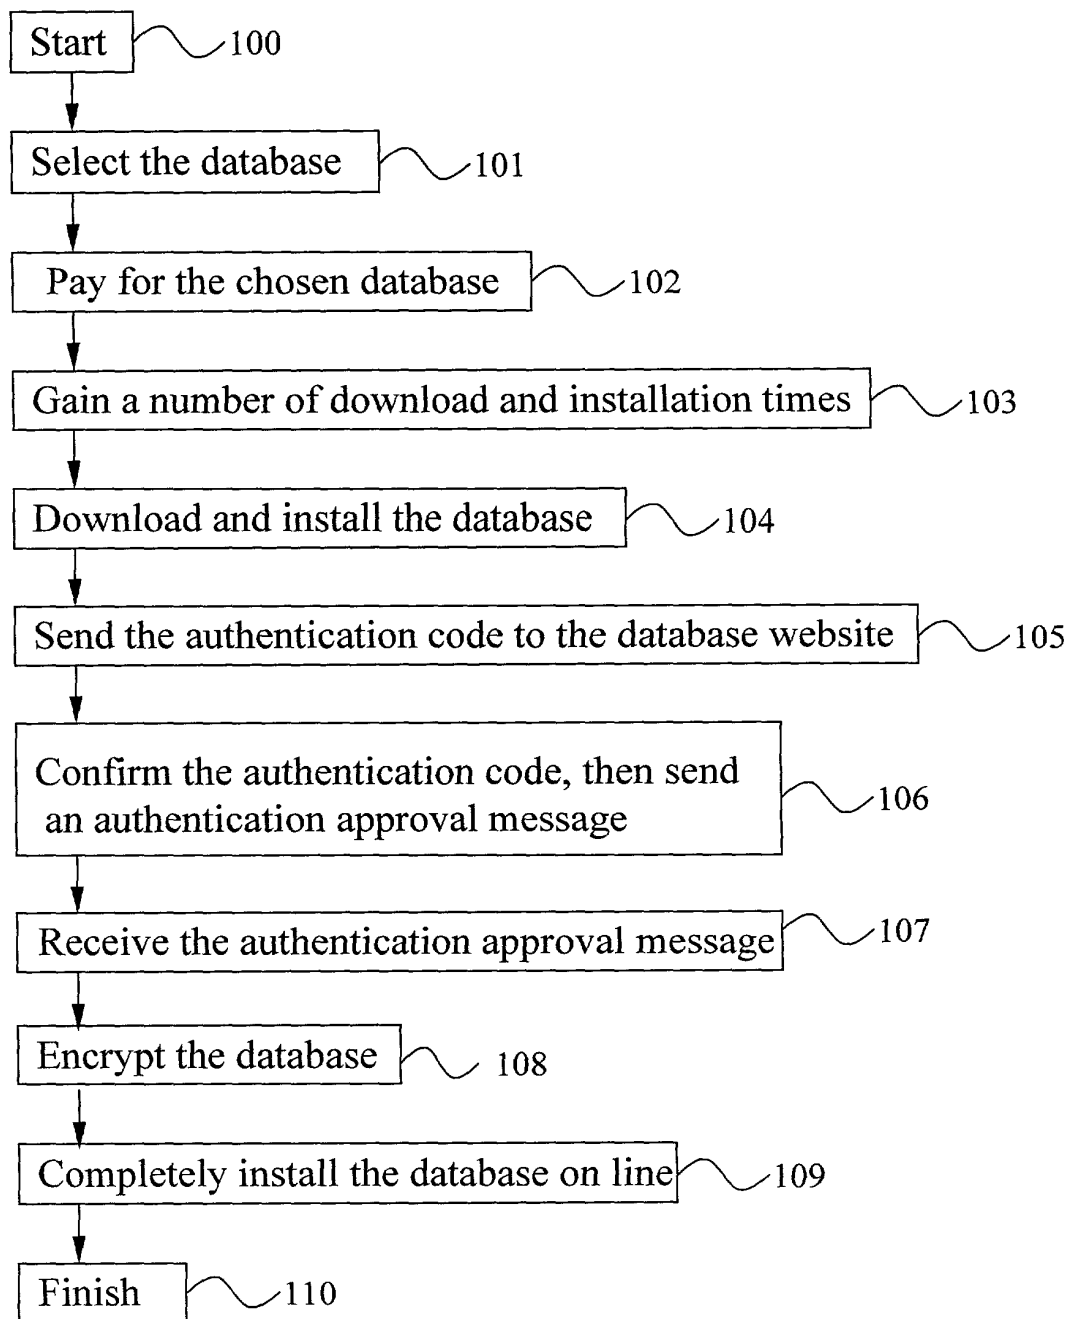 Start 100
Select the database 101
Pay for the chosen database 102
Gain a number of download and installation times 103
Download and install the database 104
Send the authentication code to the database website 105
Confirm the authentication code, then send
an authentication approval message 106
Receive the authentication approval message 107
Encrypt the database 108
Completely install the database on line 109
Finish 110